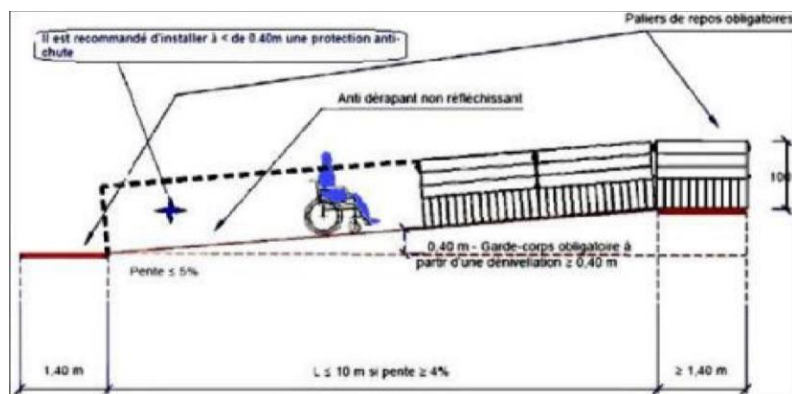 Paliers de repos obligatoires
Il est recommandé d'installer à < de 0.40m une protection anti-
chute
Anti dérapant non réfléchissant
100
0,40 m - Garde-corps obligatoire à
partir d'une dénivellation ≥ 0,40 m
Pente ≤ 5%
1,40 m
L ≤ 10 m si pente ≥ 4%
≥ 1,40 m